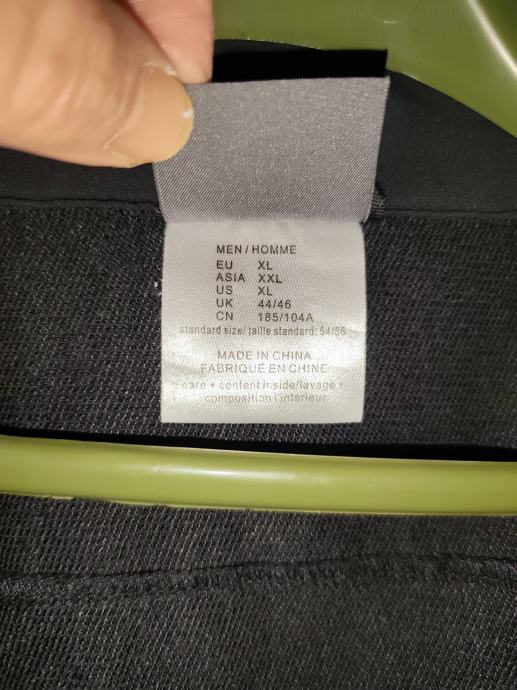 MEN / HOMME
EU XL
ASIA XXL
US XL
UK 44/46
CN 185/104A
standard size/ taille standard: 54/56
MADE IN CHINA
FABRIQUÉ EN CHINE
care + content inside/lavage +
composition l'interieur